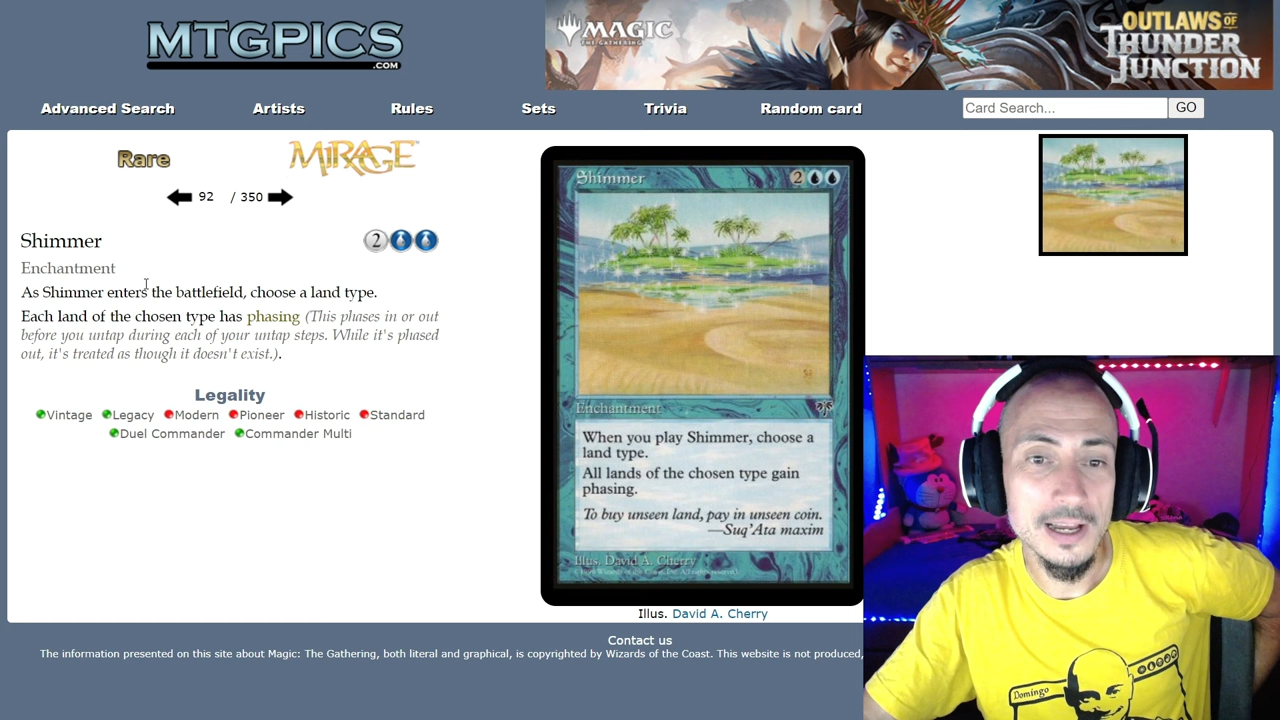 MTGPICS
.COM
MAGIC
THE GATHERING
OUTLAWS OF
THUNDER
JUNCTION
Advanced Search
Artists
Rules
Sets
Trivia
Random card
Card Search...
GO
Rare
MIRAGE
92 / 350
Shimmer
2
Enchantment
As Shimmer enters the battlefield, choose a land type.
Each land of the chosen type has phasing (This phases in or out
before you untap during each of your untap steps. While it's phased
out, it's treated as though it doesn't exist.).
Legality
Vintage Legacy Modern Pioneer Historic Standard
Duel Commander Commander Multi
Shimmer 2
Enchantment
When you play Shimmer, choose a
land type.
All lands of the chosen type gain
phasing.
To buy unseen land, pay in unseen coin.
—Suq'Ata maxim
Illus. David A. Cherry
Illus. David A. Cherry
Contact us
The information presented on this site about Magic: The Gathering, both literal and graphical, is copyrighted by Wizards of the Coast. This website is not produced,
Domingo